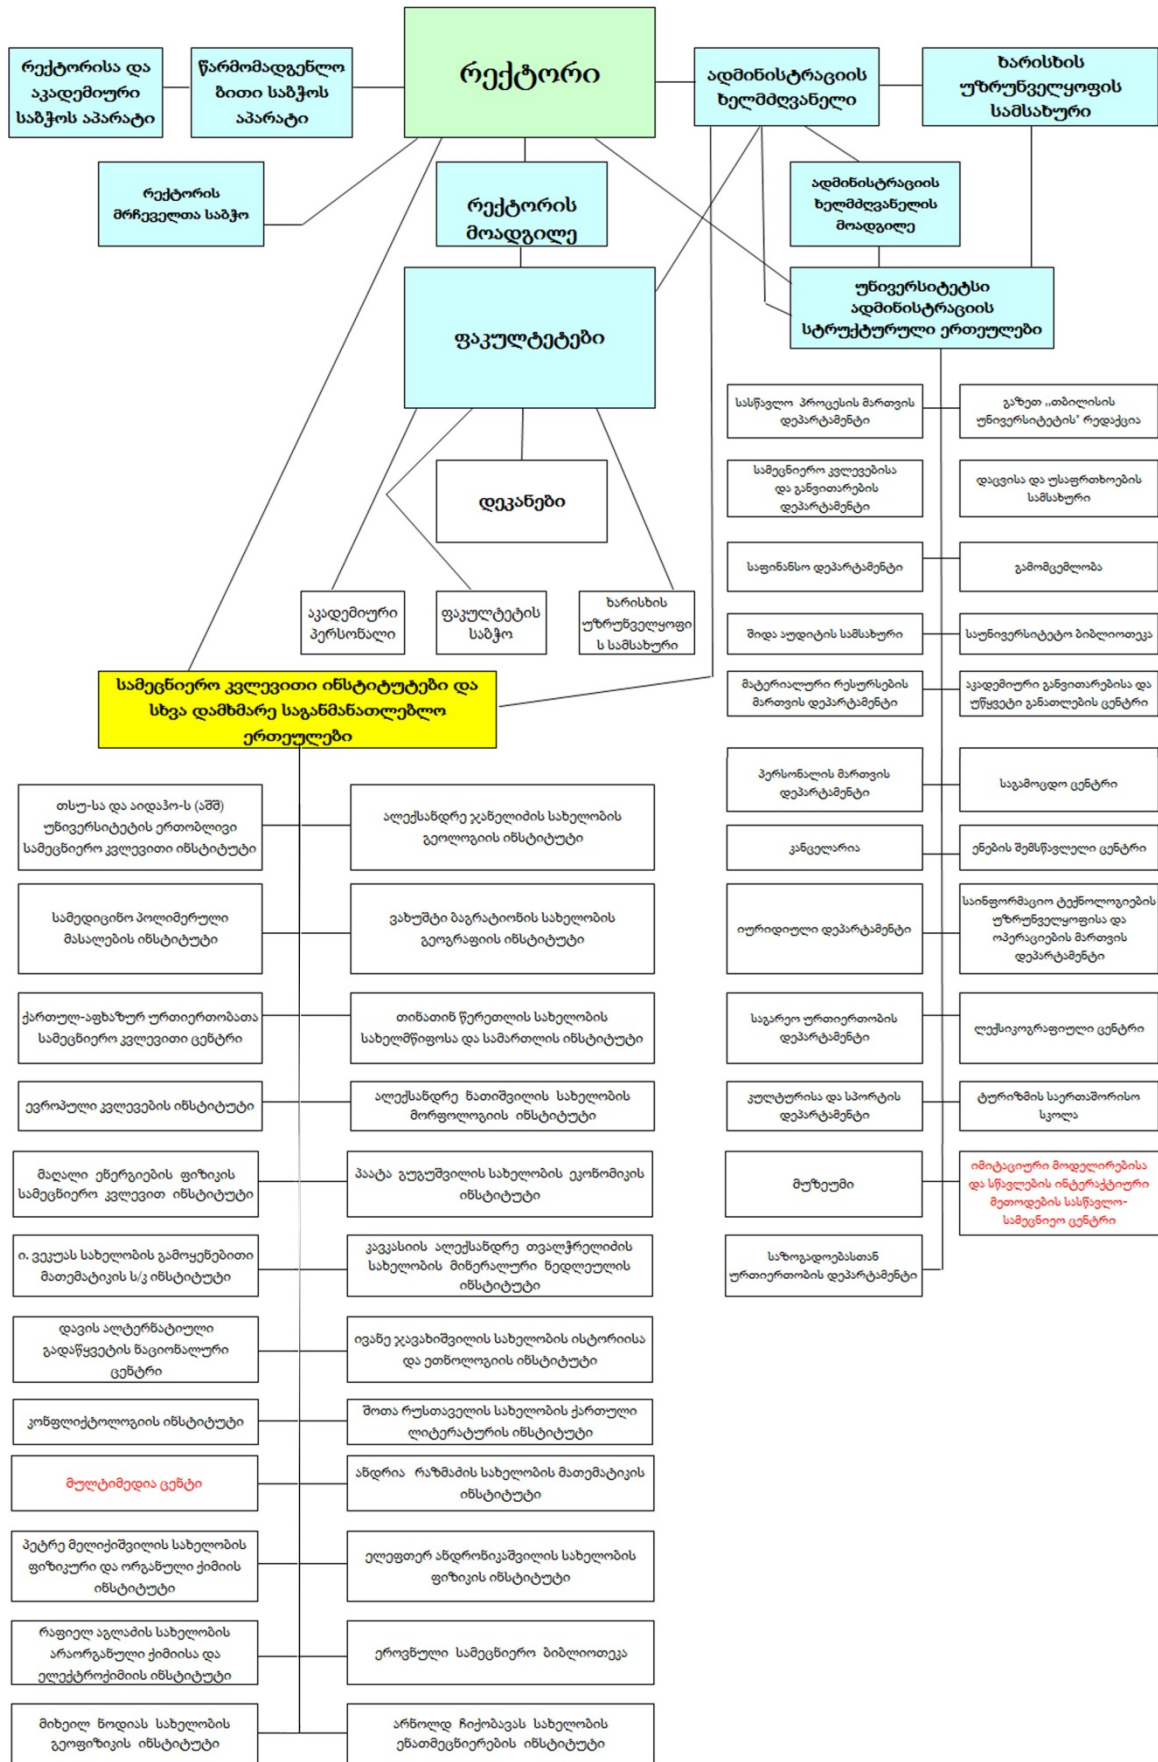 რექტორისა და
აკადემიური
საბჭოს აპარატი
წარმომადგენლო
ბითი საბჭოს
აპარატი
რექტორი
ადმინისტრაციის
ხელმძღვანელი
ხარისხის
უზრუნველყოფის
სამსახური
რექტორის
მრჩეველთა საბჭო
რექტორის
მოადგილე
ადმინისტრაციის
ხელმძღვანელის
მოადგილე
ფაკულტეტები
უნივერსიტეტსი
ადმინისტრაციის
სტრუქტურული ერთეულები
დეკანები
აკადემიური
პერსონალი
ფაკულტეტის
საბჭო
ხარისხის
უზრუნველყოფი
ს სამსახური
სასწავლო პროცესის მართვის
დეპარტამენტი
გაზეთ ,,თბილისის
უნივერსიტეტის" რედაქცია
სამეცნიერო კვლევებისა
და განვითარების
დეპარტამენტი
დაცვისა და უსაფრთხოების
სამსახური
საფინანსო დეპარტამენტი
გამომცემლობა
შიდა აუდიტის სამსახური
საუნივერსიტეტო ბიბლიოთეკა
მატერიალური რესურსების
მართვის დეპარტამენტი
აკადემიური განვითარებისა და
უწყვეტი განათლების ცენტრი
პერსონალის მართვის
დეპარტამენტი
საგამოცდო ცენტრი
კანცელარია
ენების შემსწავლელი ცენტრი
იურიდიული დეპარტამენტი
საინფორმაციო ტექნოლოგიების
უზრუნველყოფისა და
ოპერაციების მართვის
დეპარტამენტი
საგარეო ურთიერთობის
დეპარტამენტი
ლექსიკოგრაფიული ცენტრი
კულტურისა და სპორტის
დეპარტამენტი
ტურიზმის საერთაშორისო
სკოლა
მუზეუმი
იმიტაციური მოდელირებისა
და სწავლების ინტერაქტიური
მეთოდების სასწავლო-
სამეცნიეო ცენტრი
საზოგადოებასთან
ურთიერთობის დეპარტამენტი
სამეცნიერო კვლევითი ინსტიტუტები და
სხვა დამხმარე საგანმანათლებლო
ერთეულები
თსუ-სა და აიდაჰო-ს (აშშ)
უნივერსიტეტის ერთობლივი
სამეცნიერო კვლევითი ინსტიტუტი
ალექსანდრე ჯანელიძის სახელობის
გეოლოგიის ინსტიტუტი
სამედიცინო პოლიმერული
მასალების ინსტიტუტი
ვახუშტი ბაგრატიონის სახელობის
გეოგრაფიის ინსტიტუტი
ქართულ-აფხაზურ ურთიერთობათა
სამეცნიერო კვლევითი ცენტრი
თინათინ წერეთლის სახელობის
სახელმწიფოსა და სამართლის ინსტიტუტი
ევროპული კვლევების ინსტიტუტი
ალექსანდრე ნათიშვილის სახელობის
მორფოლოგიის ინსტიტუტი
მაღალი ენერგიების ფიზიკის
სამეცნიერო კვლევით ინსტიტუტი
პაატა გუგუშვილის სახელობის ეკონომიკის
ინსტიტუტი
ი. ვეკუას სახელობის გამოყენებითი
მათემატიკის ს/კ ინსტიტუტი
კავკასიის ალექსანდრე თვალჭრელიძის
სახელობის მინერალური ნედლეულის
ინსტიტუტი
დავის ალტერნატიული
გადაწყვეტის ნაციონალური
ცენტრი
ივანე ჯავახიშვილის სახელობის ისტორიისა
და ეთნოლოგიის ინსტიტუტი
კონფლიქტოლოგიის ინსტიტუტი
შოთა რუსთაველის სახელობის ქართული
ლიტერატურის ინსტიტუტი
მულტიმედია ცენტი
ანდრია რაზმაძის სახელობის მათემატიკის
ინსტიტუტი
პეტრე მელიქიშვილის სახელობის
ფიზიკური და ორგანული ქიმიის
ინსტიტუტი
ელეფთერ ანდრონიკაშვილის სახელობის
ფიზიკის ინსტიტუტი
რაფიელ აგლაძის სახელობის
არაორგანული ქიმიისა და
ელექტროქიმიის ინსტიტუტი
ეროვნული სამეცნიერო ბიბლიოთეკა
მიხეილ ნოდიას სახელობის
გეოფიზიკის ინსტიტუტი
არნოლდ ჩიქობავას სახელობის
ენათმეცნიერების ინსტიტუტი